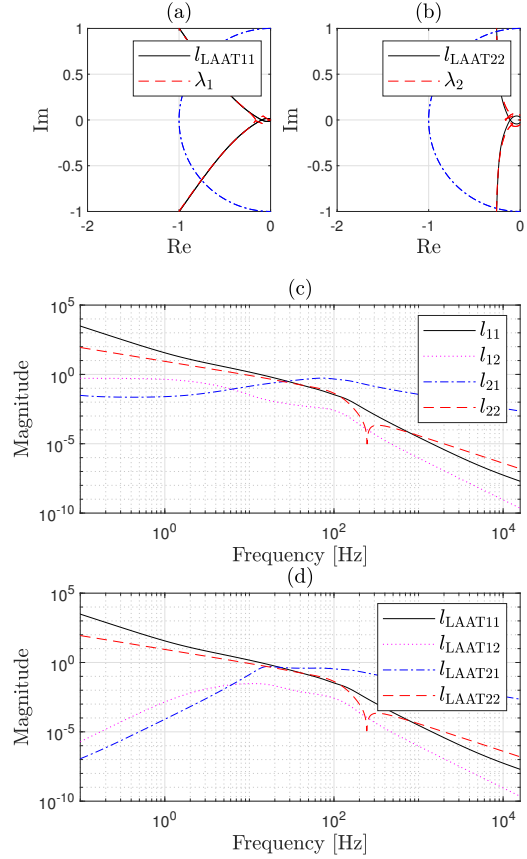 (a)
(b)
l_LAAT11
λ_1
l_LAAT22
λ_2
Im
1
0.5
0
-0.5
-1
-2
-1
0
Re
Im
1
0.5
0
-0.5
-1
-2
-1
0
Re
(c)
Magnitude
10^5
10^0
10^-5
10^-10
l_11
l_12
l_21
l_22
10^0
10^2
10^4
Frequency [Hz]
(d)
Magnitude
10^5
10^0
10^-5
10^-10
l_LAAT11
l_LAAT12
l_LAAT21
l_LAAT22
10^0
10^2
10^4
Frequency [Hz]